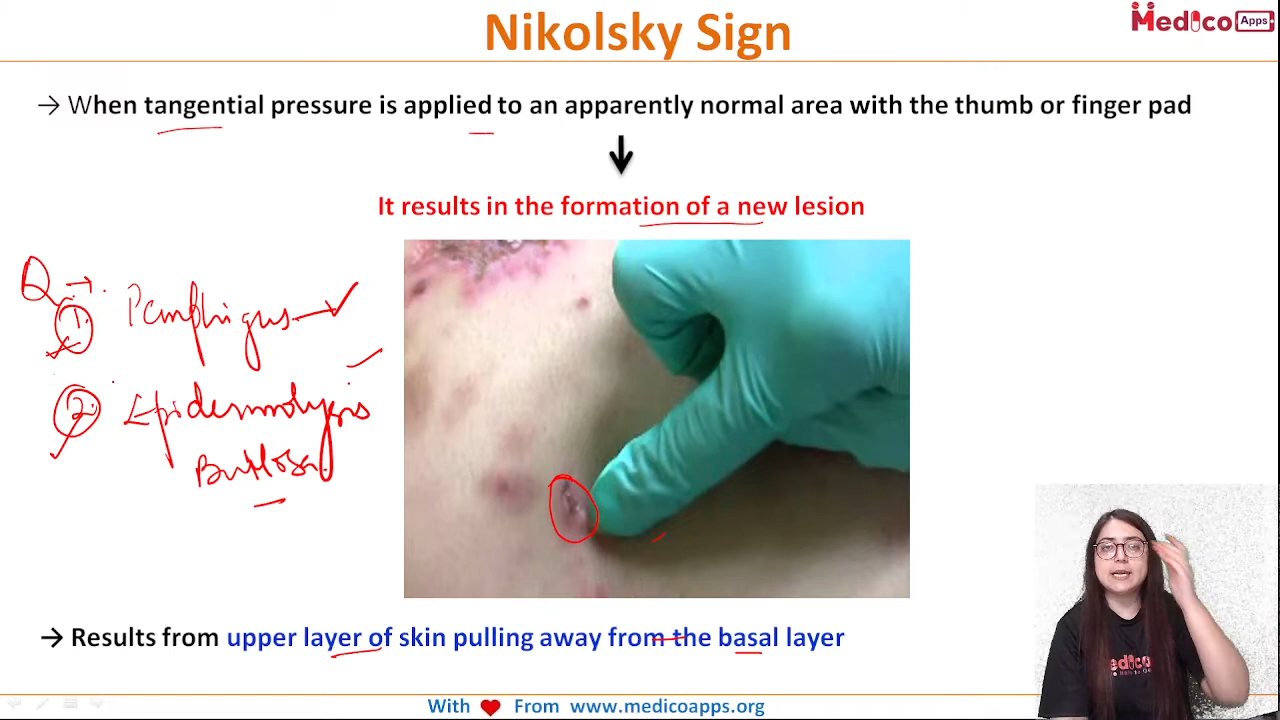 Nikolsky Sign
Medico Apps
→ When tangential pressure is applied to an apparently normal area with the thumb or finger pad
It results in the formation of a new lesion
Q → .
1. Pemphigus
2. Epidermolysis
Bullosa
→ Results from upper layer of skin pulling away from the basal layer
medico
With From www.medicoapps.org